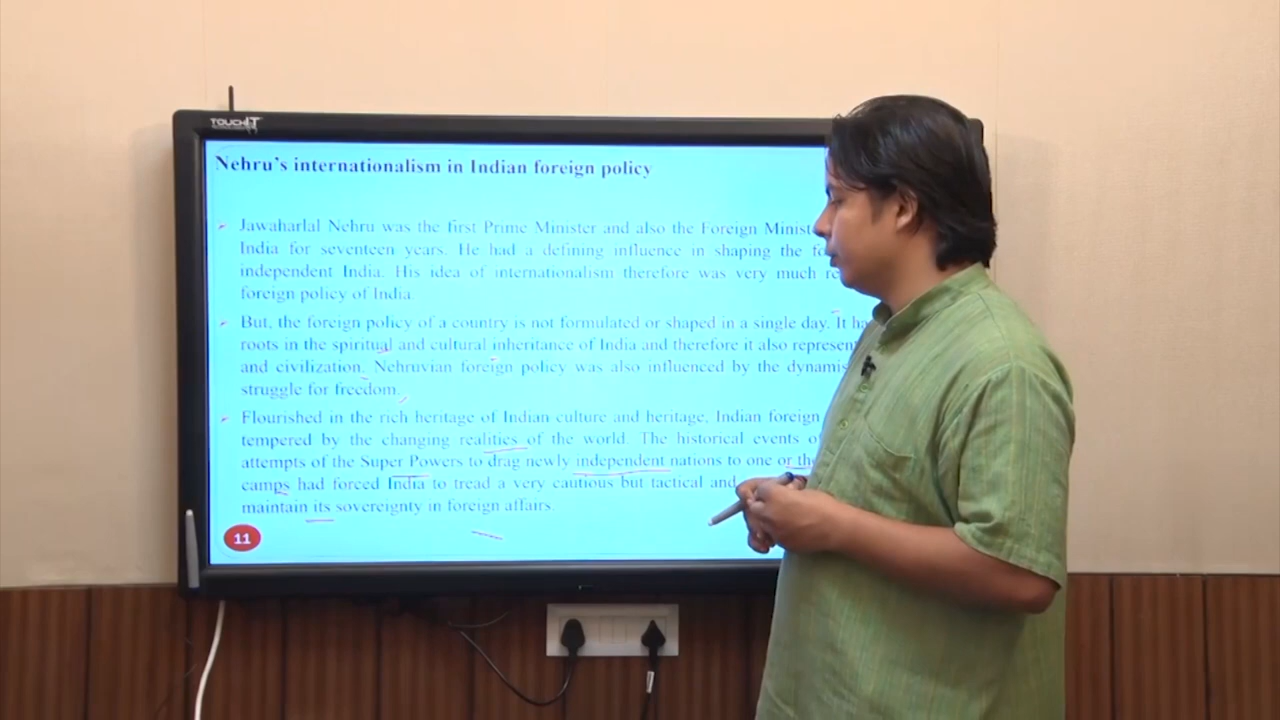 TOUCHIT
Nehru's internationalism in Indian foreign policy
Jawaharlal Nehru was the first Prime Minister and also the Foreign
India for seventeen years. He had a defining influence in shaping the
independent India. His idea of internationalism therefore was very much
foreign policy of India.
But, the foreign policy of a country is not formulated or shaped in a single day. It
roots in the spiritual and cultural inheritance of India and therefore it also
and civilization. Nehruvian foreign policy was also influenced by the
struggle for freedom.
Flourished in the rich heritage of Indian culture and heritage, Indian foreign
tempered by the changing realities of the world. The historical events
attempts of the Super Powers to drag newly independent nations to one or
camps had forced India to tread a very cautious but tactical and
maintain its sovereignty in foreign affairs.
11